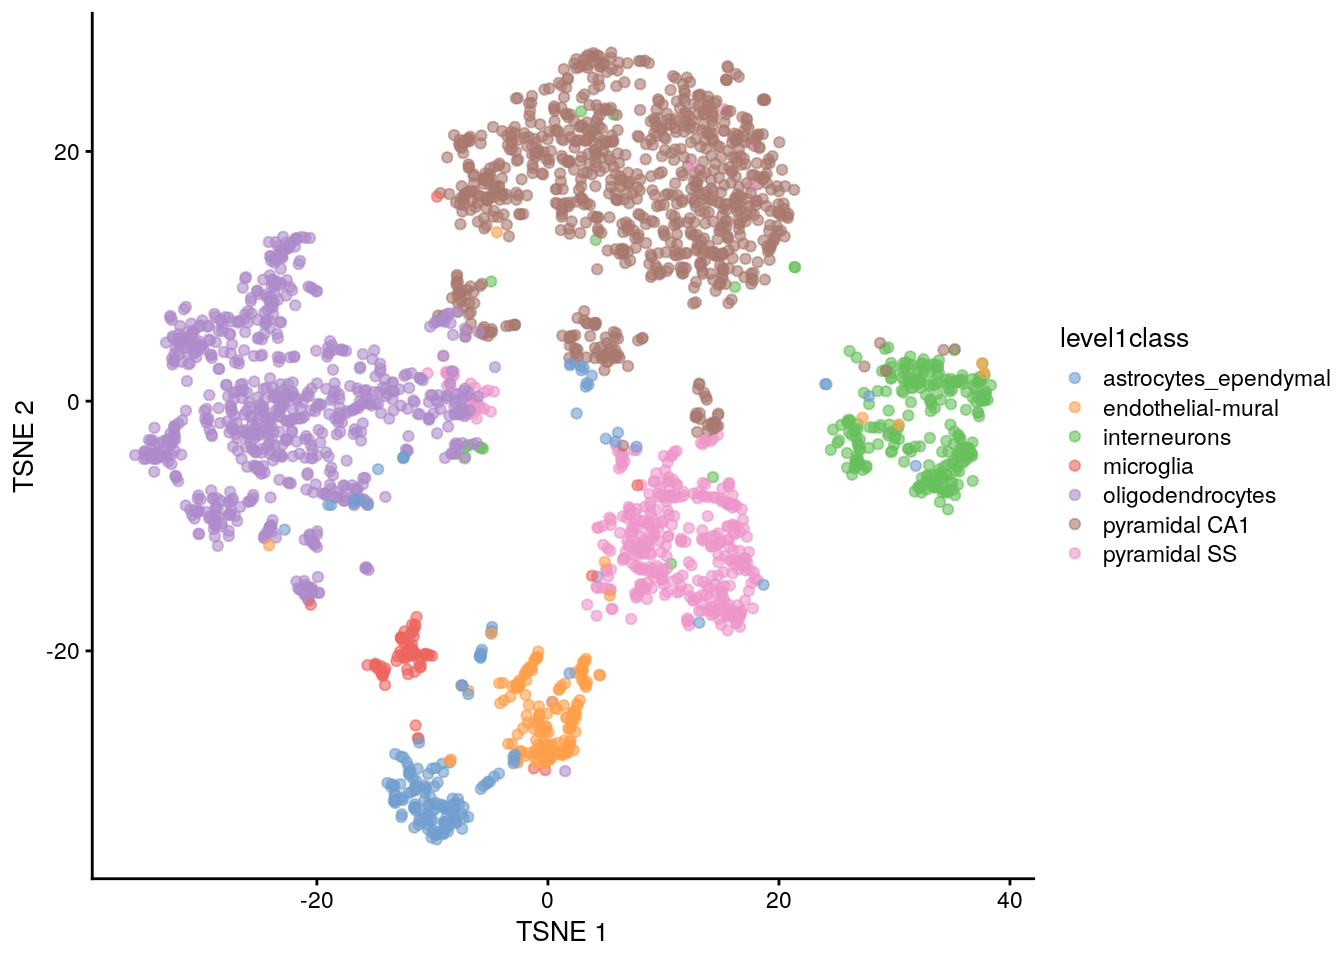 20
0
-20
TSNE 2
-20
0
20
40
TSNE 1
level1class
astrocytes_ependymal
endothelial-mural
interneurons
microglia
oligodendrocytes
pyramidal CA1
pyramidal SS